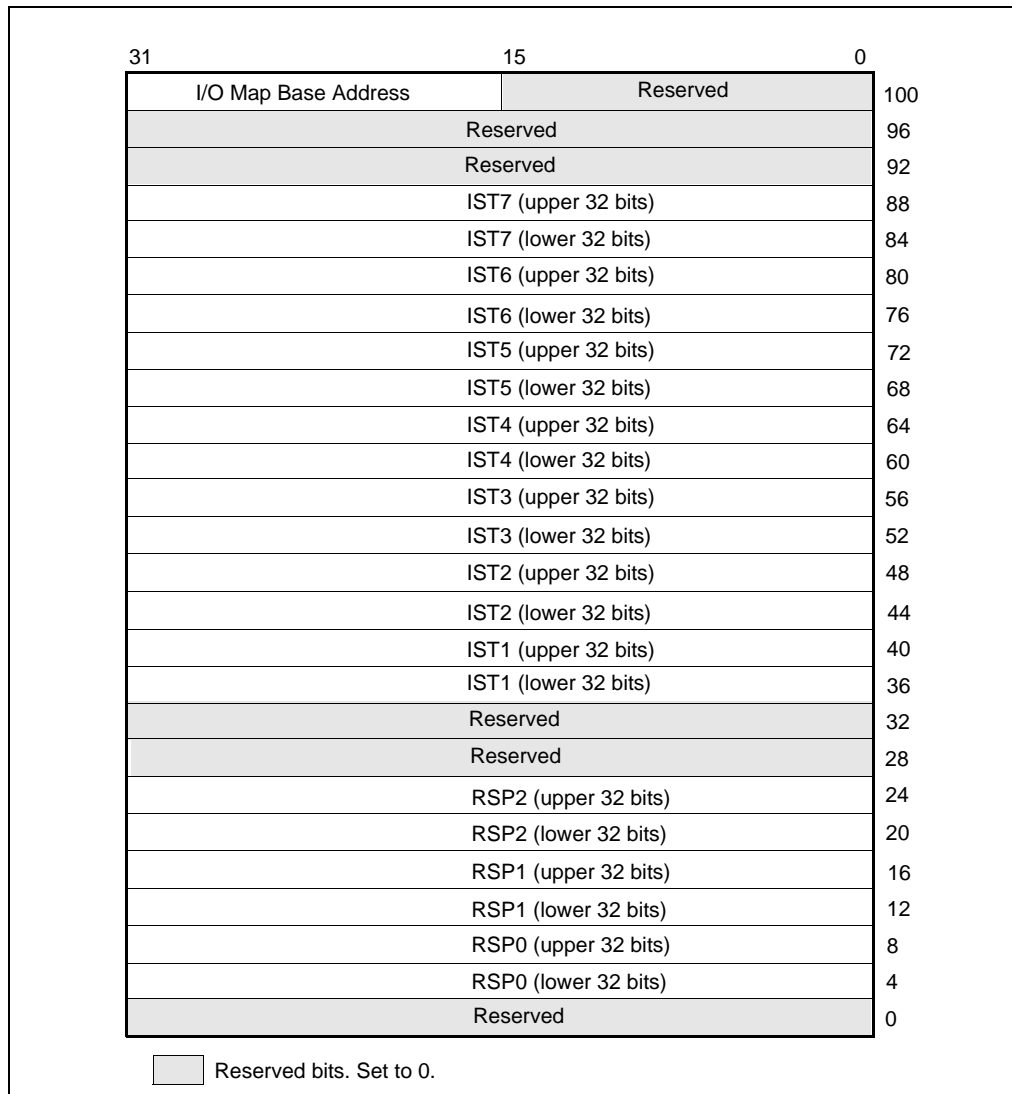 31 15 0
I/O Map Base Address Reserved 100
Reserved 96
Reserved 92
IST7 (upper 32 bits) 88
IST7 (lower 32 bits) 84
IST6 (upper 32 bits) 80
IST6 (lower 32 bits) 76
IST5 (upper 32 bits) 72
IST5 (lower 32 bits) 68
IST4 (upper 32 bits) 64
IST4 (lower 32 bits) 60
IST3 (upper 32 bits) 56
IST3 (lower 32 bits) 52
IST2 (upper 32 bits) 48
IST2 (lower 32 bits) 44
IST1 (upper 32 bits) 40
IST1 (lower 32 bits) 36
Reserved 32
Reserved 28
RSP2 (upper 32 bits) 24
RSP2 (lower 32 bits) 20
RSP1 (upper 32 bits) 16
RSP1 (lower 32 bits) 12
RSP0 (upper 32 bits) 8
RSP0 (lower 32 bits) 4
Reserved 0
Reserved bits. Set to 0.